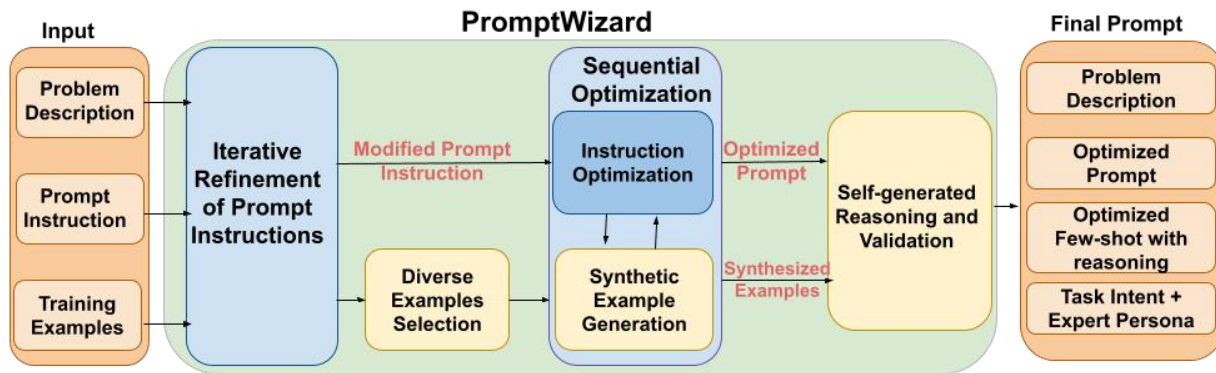 PromptWizard
Input
Problem
Description
Prompt
Instruction
Training
Examples
Iterative
Refinement
of Prompt
Instructions
Modified Prompt
Instruction
Diverse
Examples
Selection
Sequential
Optimization
Instruction
Optimization
Synthetic
Example
Generation
Optimized
Prompt
Synthesized
Examples
Self-generated
Reasoning and
Validation
Final Prompt
Problem
Description
Optimized
Prompt
Optimized
Few-shot with
reasoning
Task Intent +
Expert Persona